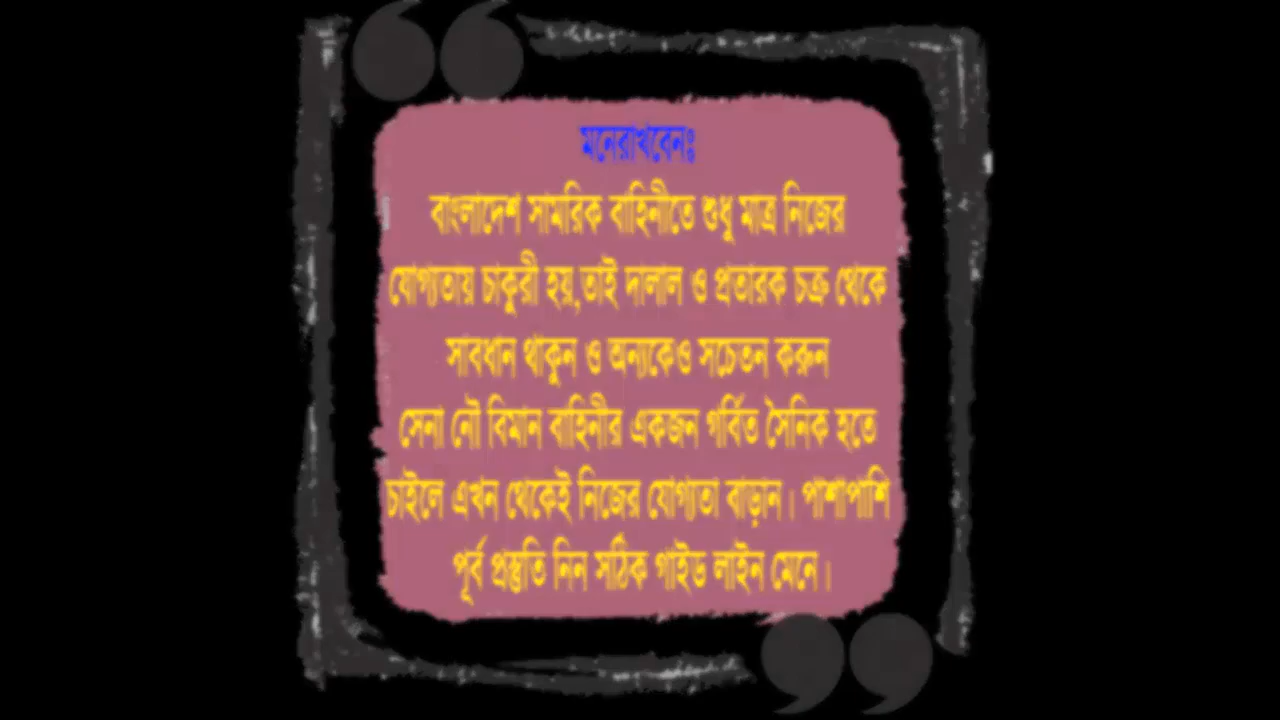 মনেরাখবেনঃ
বাংলাদেশ সামরিক বাহিনীতে শুধু মাত্র নিজের
যোগ্যতায় চাকুরী হয়,তাই দালাল ও প্রতারক চক্র থেকে
সাবধান থাকুন ও অন্যকেও সচেতন করুন
সেনা নৌ বিমান বাহিনীর একজন গর্বিত সৈনিক হতে
চাইলে এখন থেকেই নিজের যোগ্যতা বাড়ান। পাশাপাশি
পূর্ব প্রস্তুতি নিন সঠিক গাইড লাইন মেনে।